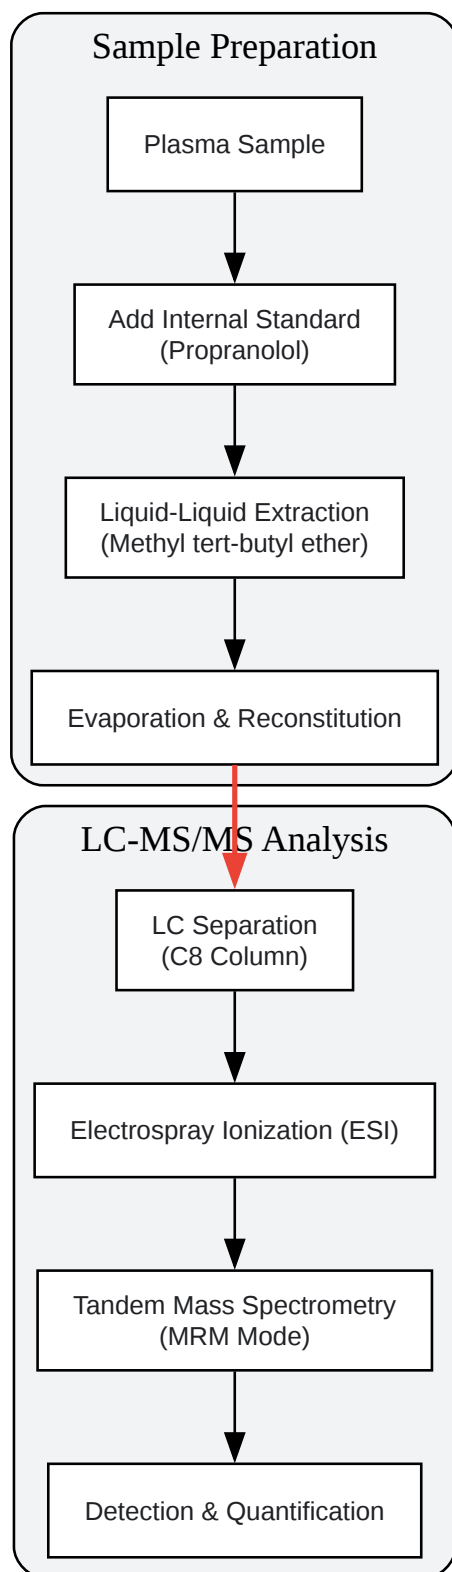 Sample Preparation
Plasma Sample
Add Internal Standard
(Propranolol)
Liquid-Liquid Extraction
(Methyl tert-butyl ether)
Evaporation & Reconstitution
LC-MS/MS Analysis
LC Separation
(C8 Column)
Electrospray Ionization (ESI)
Tandem Mass Spectrometry
(MRM Mode)
Detection & Quantification